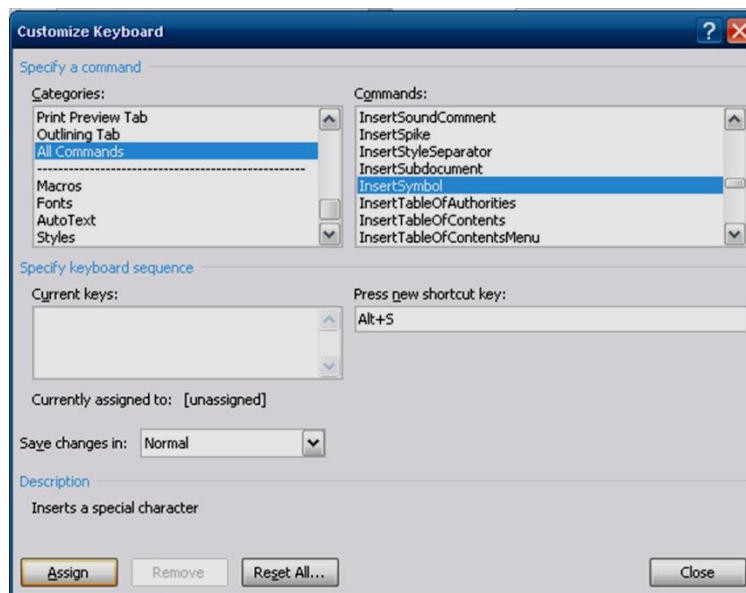 Customize Keyboard
Specify a command
Categories:
Print Preview Tab
Outlining Tab
All Commands
--------------------------------------------------
Macros
Fonts
AutoText
Styles
Commands:
InsertSoundComment
InsertSpike
InsertStyleSeparator
InsertSubdocument
InsertSymbol
InsertTableOfAuthorities
InsertTableOfContents
InsertTableOfContentsMenu
Specify keyboard sequence
Current keys:
Press new shortcut key:
Alt+S
Currently assigned to: [unassigned]
Save changes in: Normal
Description
Inserts a special character
Assign Remove Reset All... Close